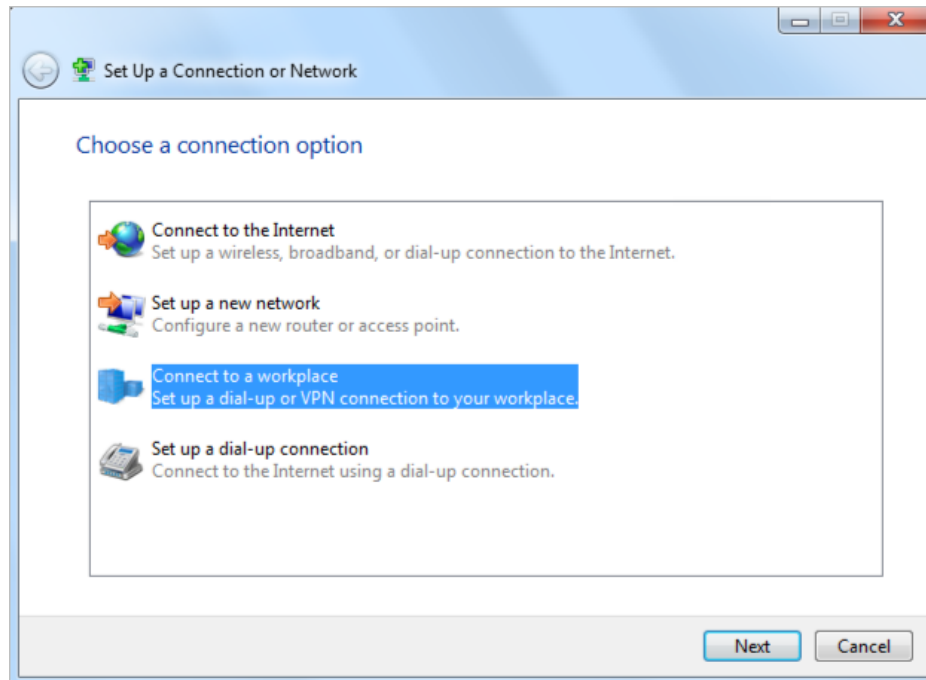 Set Up a Connection or Network
Choose a connection option
Connect to the Internet
Set up a wireless, broadband, or dial-up connection to the Internet.
Set up a new network
Configure a new router or access point.
Connect to a workplace
Set up a dial-up or VPN connection to your workplace.
Set up a dial-up connection
Connect to the Internet using a dial-up connection.
Next Cancel